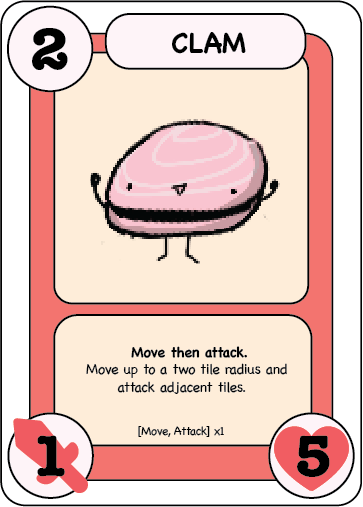 2
CLAM
Move then attack.
Move up to a two tile radius and
attack adjacent tiles.
[Move, Attack] x1
1
5